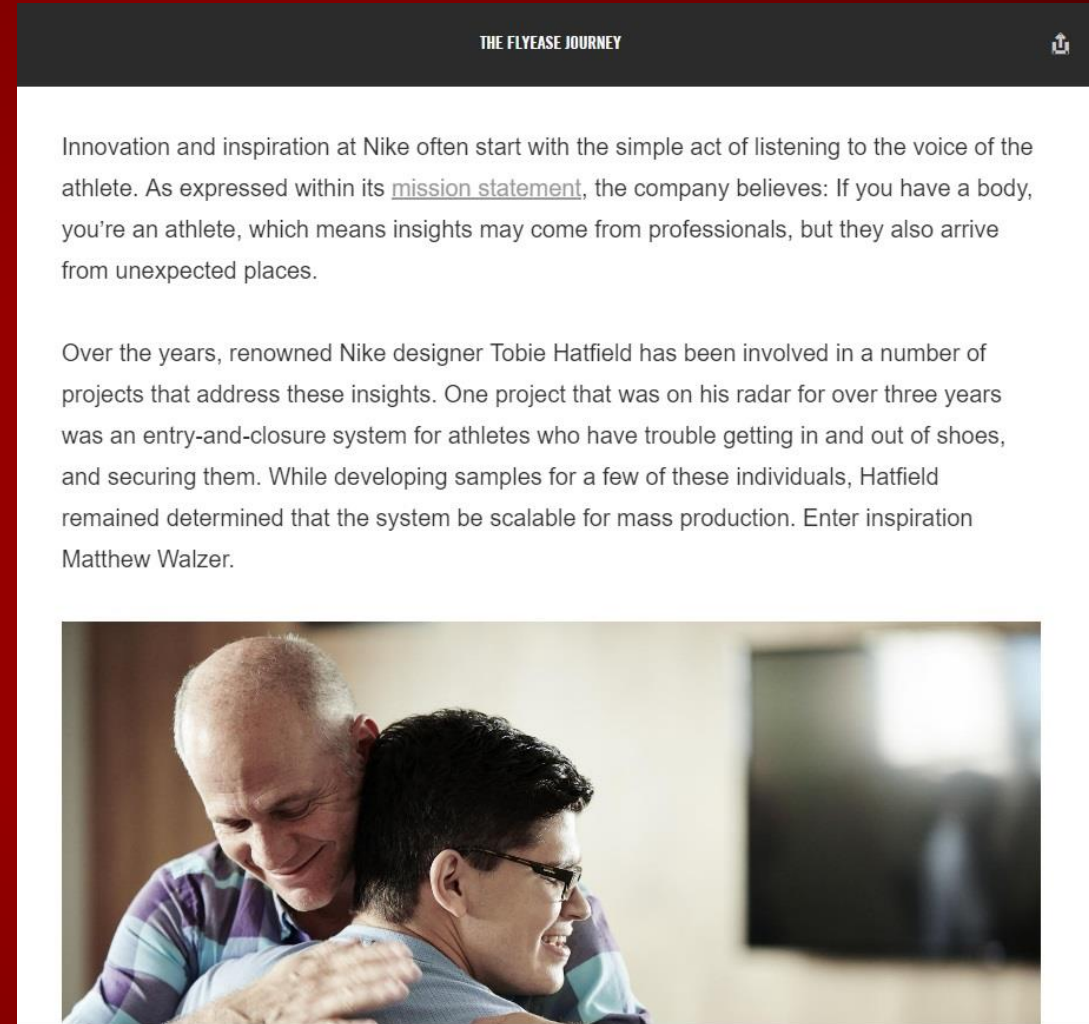 THE FLYEASE JOURNEY
Innovation and inspiration at Nike often start with the simple act of listening to the voice of the
athlete. As expressed within its mission statement, the company believes: If you have a body,
you’re an athlete, which means insights may come from professionals, but they also arrive
from unexpected places.
Over the years, renowned Nike designer Tobie Hatfield has been involved in a number of
projects that address these insights. One project that was on his radar for over three years
was an entry-and-closure system for athletes who have trouble getting in and out of shoes,
and securing them. While developing samples for a few of these individuals, Hatfield
remained determined that the system be scalable for mass production. Enter inspiration
Matthew Walzer.